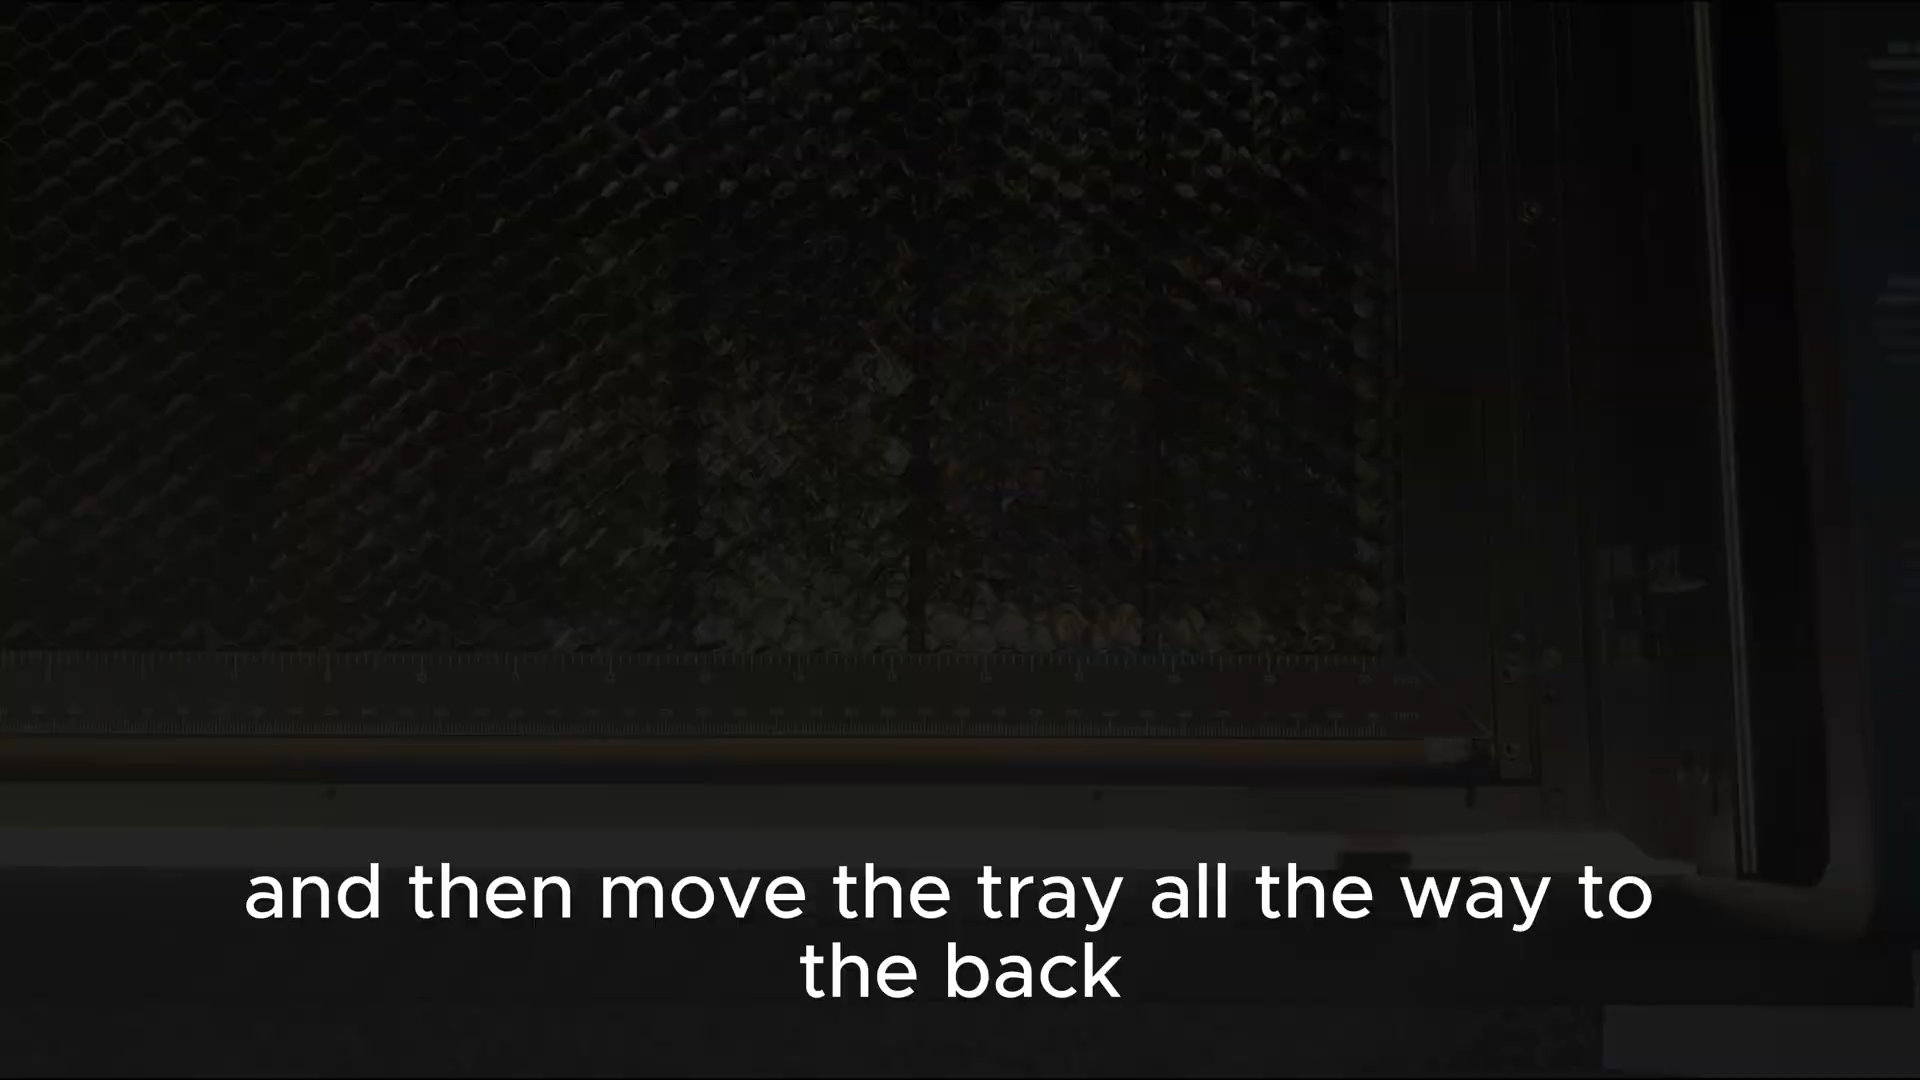 and then move the tray all the way to
the back